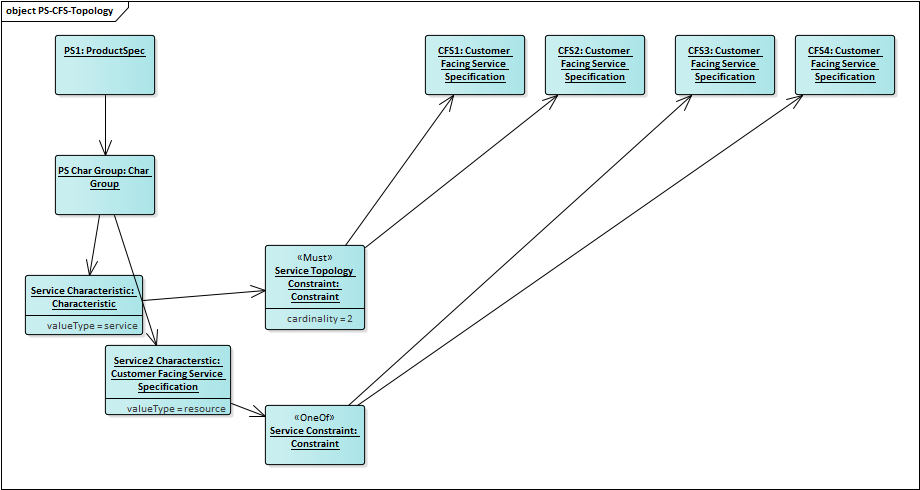 object PS-CFS-Topology
PS1: ProductSpec
CFS1: Customer
Facing Service
Specification
CFS2: Customer
Facing Service
Specification
CFS3: Customer
Facing Service
Specification
CFS4: Customer
Facing Service
Specification
PS Char Group: Char
Group
«Must»
Service Topology
Constraint:
Constraint
cardinality = 2
Service Characteristic:
Characteristic
valueType = service
Service2 Characterstic:
Customer Facing Service
Specification
valueType = resource
«OneOf»
Service Constraint:
Constraint